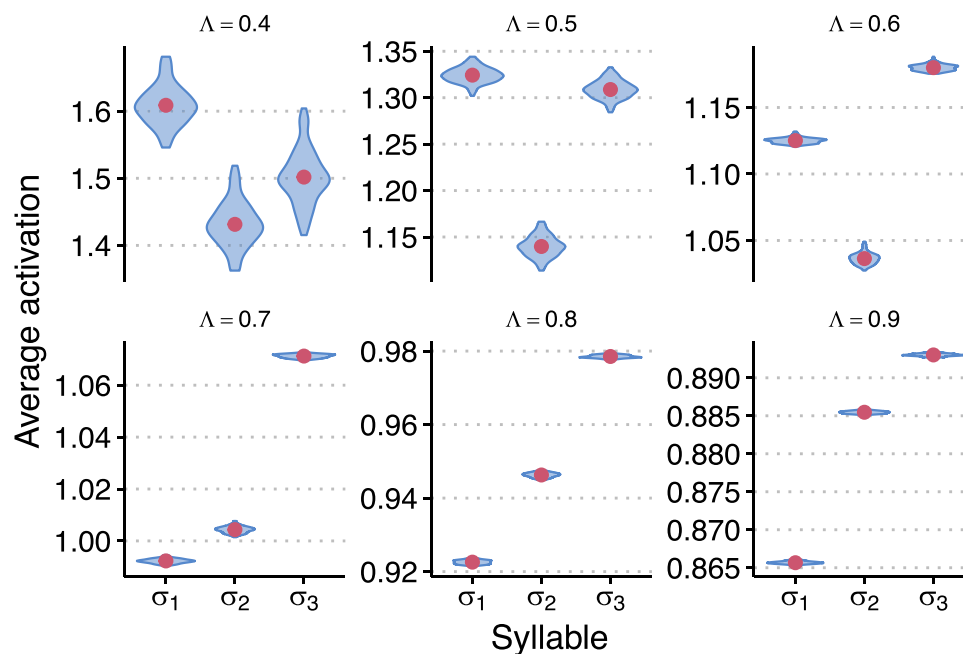 Λ = 0.4
Λ = 0.5
Λ = 0.6
Average activation
1.6
1.5
1.4
1.35
1.30
1.25
1.20
1.15
1.15
1.10
1.05
Λ = 0.7
Λ = 0.8
Λ = 0.9
1.06
1.04
1.02
1.00
0.98
0.96
0.94
0.92
0.890
0.885
0.880
0.875
0.870
0.865
σ1 σ2 σ3
σ1 σ2 σ3
σ1 σ2 σ3
Syllable